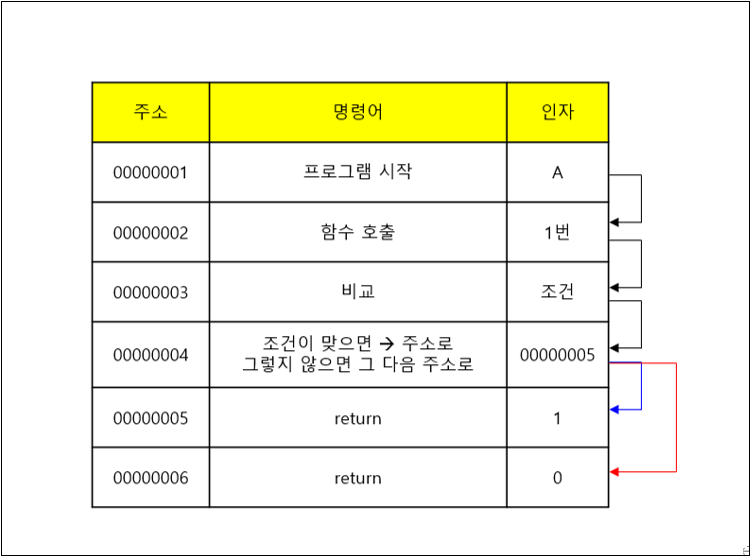 주소 명령어 인자
00000001 프로그램 시작 A
00000002 함수 호출 1번
00000003 비교 조건
00000004 조건이 맞으면 → 주소로
그렇지 않으면 그 다음 주소로 00000005
00000005 return 1
00000006 return 0